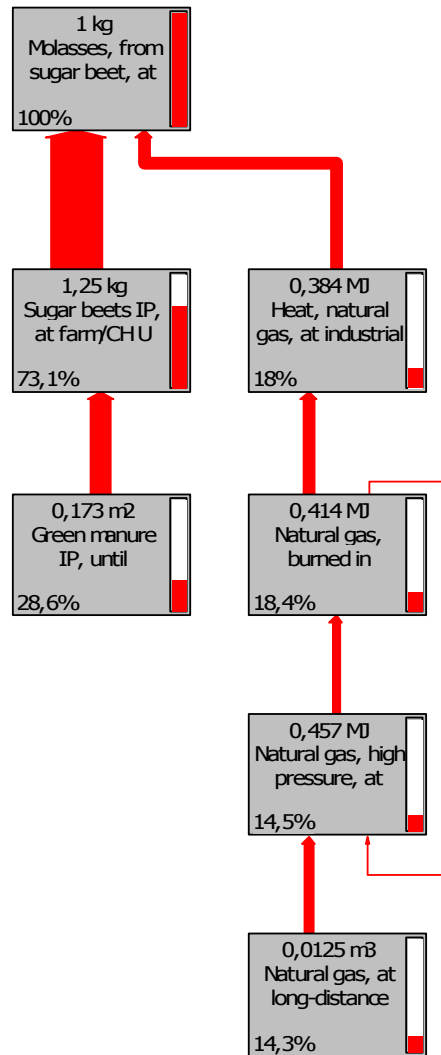 1 kg
Molasses, from
sugar beet, at
100%
1,25 kg
Sugar beets IP,
at farm/CH U
73,1%
0,384 MJ
Heat, natural
gas, at industrial
18%
0,173 m2
Green manure
IP, until
28,6%
0,414 MJ
Natural gas,
burned in
18,4%
0,457 MJ
Natural gas, high
pressure, at
14,5%
0,0125 m3
Natural gas, at
long-distance
14,3%